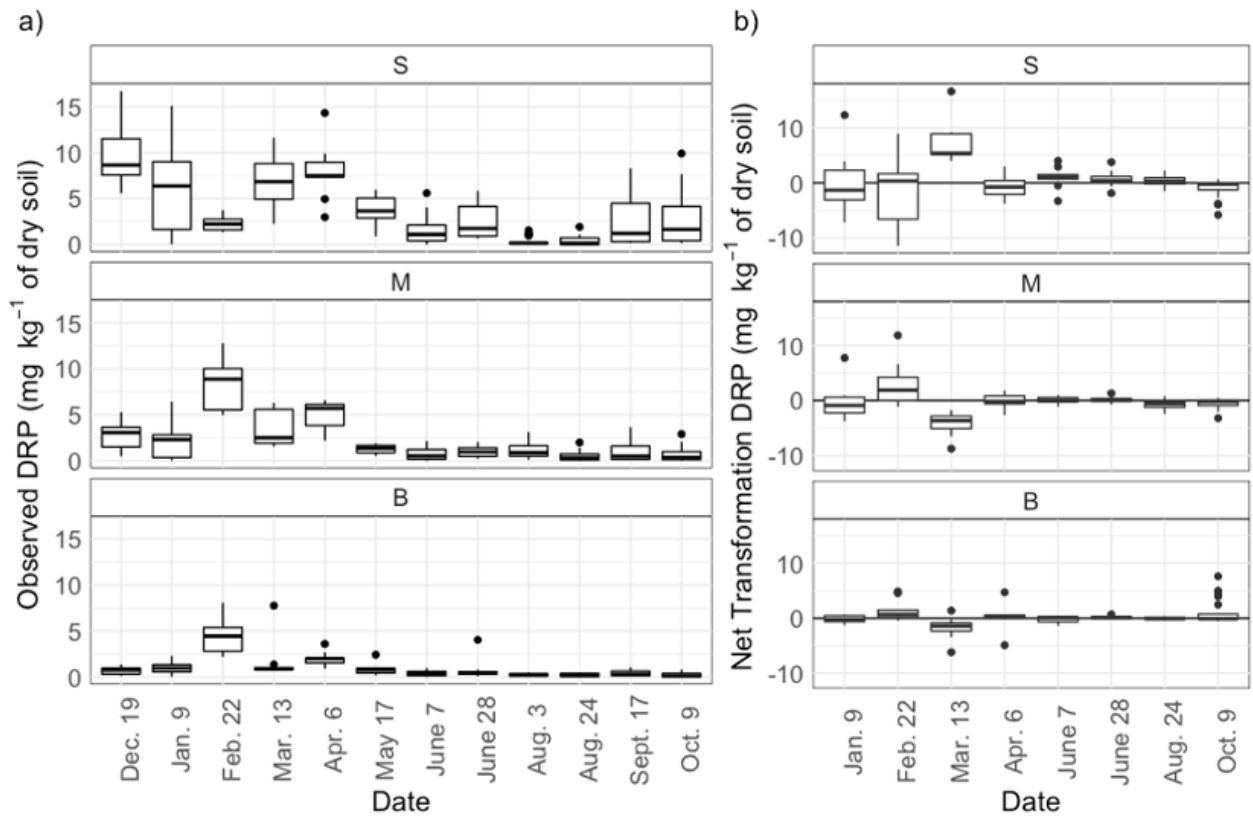 a)
S
15
10
5
0
M
15
10
5
0
B
15
10
5
0
Observed DRP (mg kg⁻¹ of dry soil)
Dec. 19
Jan. 9
Feb. 22
Mar. 13
Apr. 6
May 17
June 7
June 28
Aug. 3
Aug. 24
Sept. 17
Oct. 9
Date
b)
S
10
0
-10
M
10
0
-10
B
10
0
-10
Net Transformation DRP (mg kg⁻¹ of dry soil)
Jan. 9
Feb. 22
Mar. 13
Apr. 6
June 7
June 28
Aug. 24
Oct. 9
Date